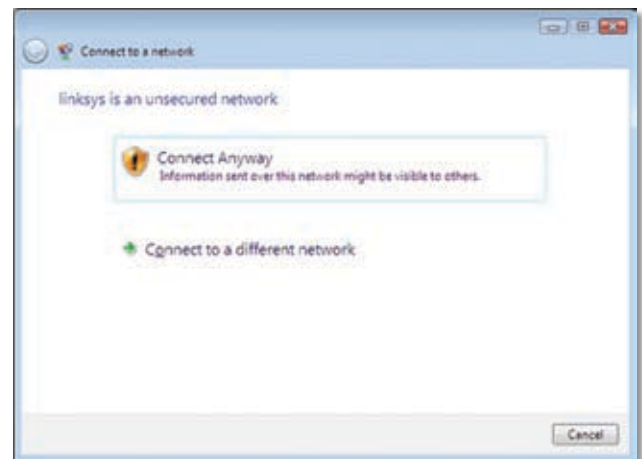 Connect to a network
linksys is an unsecured network
Connect Anyway
Information sent over this network might be visible to others.
Connect to a different network
Cancel